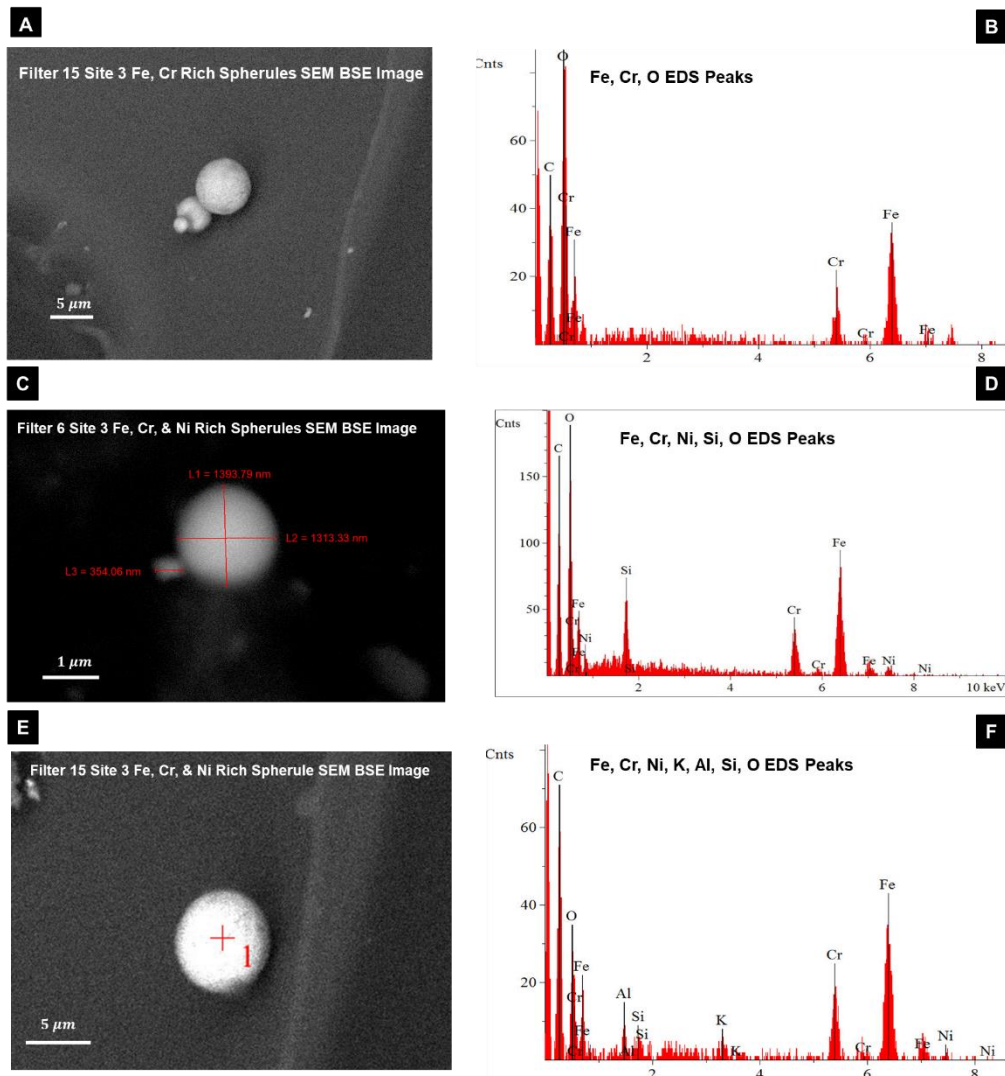 A
B
Filter 15 Site 3 Fe, Cr Rich Spherules SEM BSE Image
5 μm
Cnts
Fe, Cr, O EDS Peaks
O
C
Cr
Fe
Fe
Cr
Cr
Cr
Fe
Fe
60
40
20
2
4
6
8
C
D
Filter 6 Site 3 Fe, Cr, & Ni Rich Spherules SEM BSE Image
L1 = 1393.79 nm
L2 = 1313.33 nm
L3 = 354.06 nm
1 μm
Cnts
Fe, Cr, Ni, Si, O EDS Peaks
O
C
Si
Fe
Cr
Ni
Fe
Cr
Si
Cr
Cr
Fe
Fe
Ni
Ni
150
100
50
2
4
6
8
10 keV
E
F
Filter 15 Site 3 Fe, Cr, & Ni Rich Spherule SEM BSE Image
1
5 μm
Cnts
Fe, Cr, Ni, K, Al, Si, O EDS Peaks
C
O
Fe
Cr
Fe
Cr
Al
Al
Si
Si
K
K
Cr
Cr
Fe
Fe
Ni
Ni
60
40
20
2
4
6
8